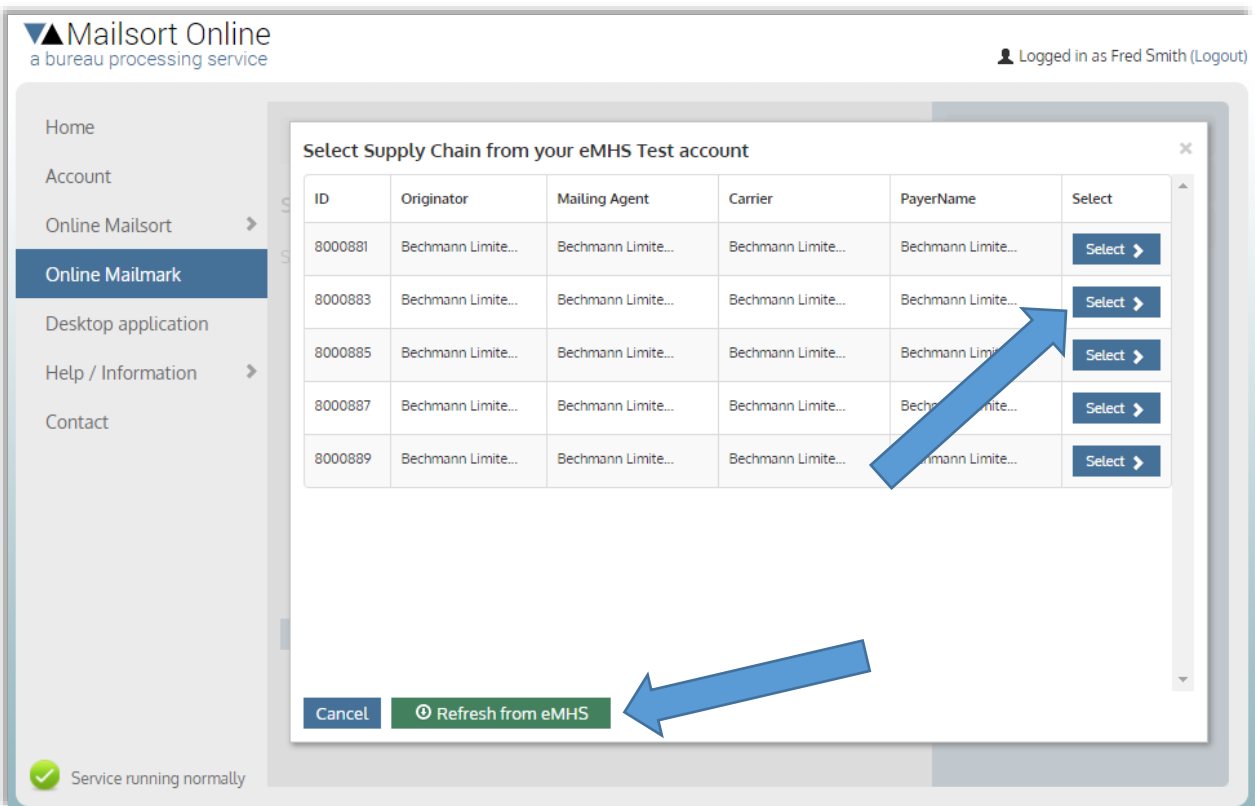 Mailsort Online
a bureau processing service
Logged in as Fred Smith (Logout)
Home
Account
Online Mailsort
Online Mailmark
Desktop application
Help / Information
Contact
Select Supply Chain from your eMHS Test account
ID Originator Mailing Agent Carrier PayerName Select
8000881 Bechmann Limite... Bechmann Limite... Bechmann Limite... Bechmann Limite... Select
8000883 Bechmann Limite... Bechmann Limite... Bechmann Limite... Bechmann Limite... Select
8000885 Bechmann Limite... Bechmann Limite... Bechmann Limite... Bechmann Select
8000887 Bechmann Limite... Bechmann Limite... Bechmann Limite... Select
8000889 Bechmann Limite... Bechmann Limite... Bechmann Limite... Limite... Select
Cancel Refresh from eMHS
Service running normally